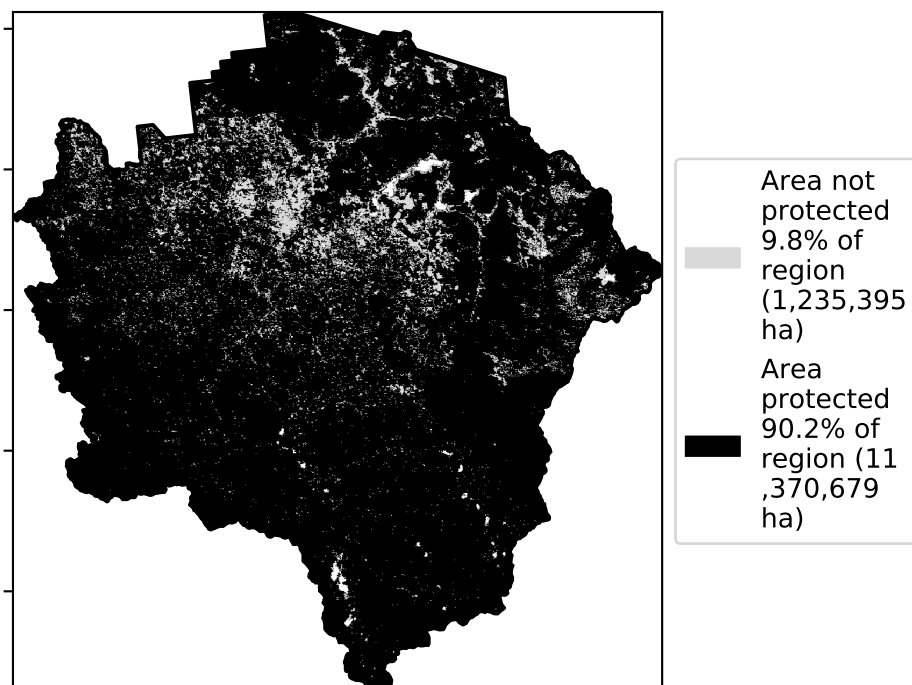 Area not
protected
9.8% of
region
(1,235,395
ha)
Area
protected
90.2% of
region (11
,370,679
ha)